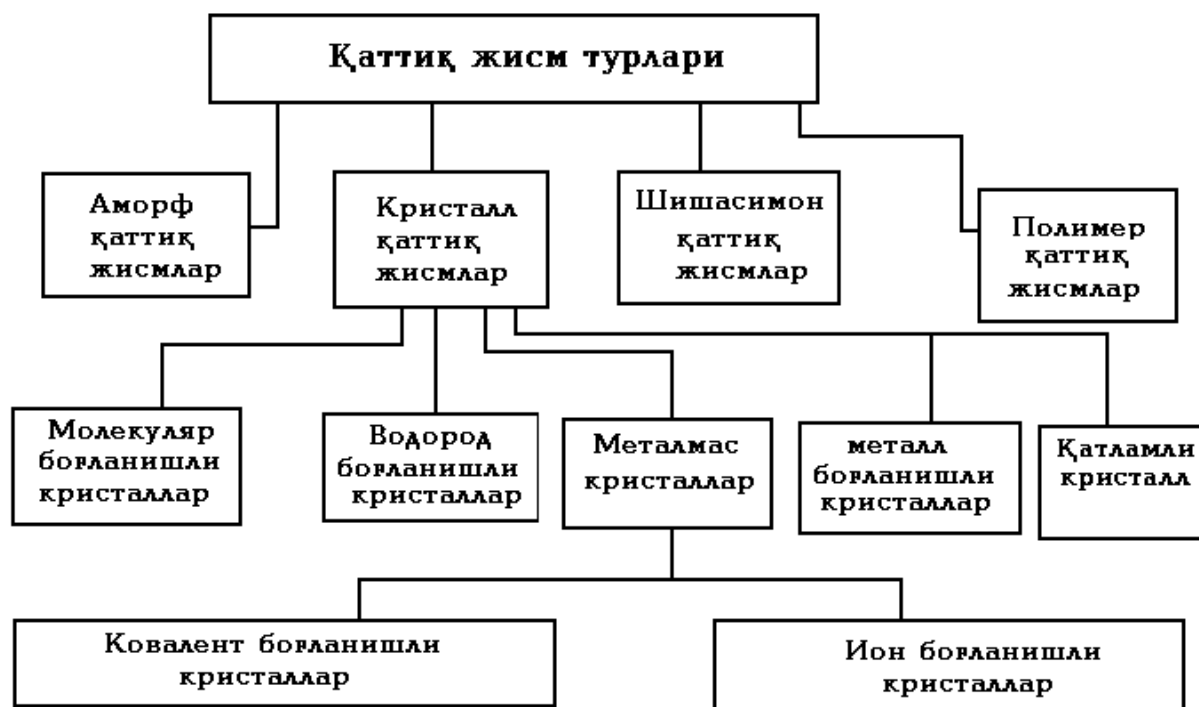 Қаттиқ жисм турлари
Аморф
қаттиқ
жисмлар
Кристалл
қаттиқ
жисмлар
Шишасимон
қаттиқ
жисмлар
Полимер
қаттиқ
жисмлар
Молекуляр
боғланишли
кристаллар
Водород
боғланишли
кристаллар
Металмас
кристаллар
металл
боғланишли
кристаллар
Қатламли
кристалл
Ковалент боғланишли
кристаллар
Ион боғланишли
кристаллар